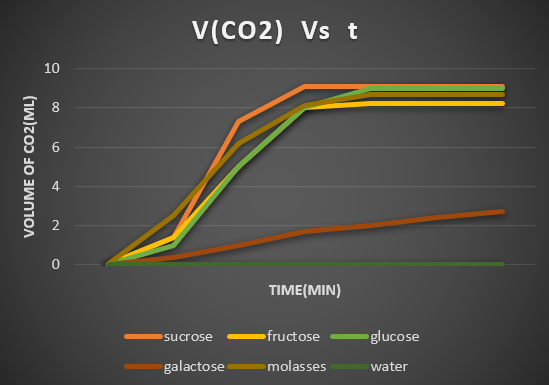 V(CO2) Vs t
VOLUME OF CO2(ML)
10
8
6
4
2
0
TIME(MIN)
sucrose fructose glucose
galactose molasses water